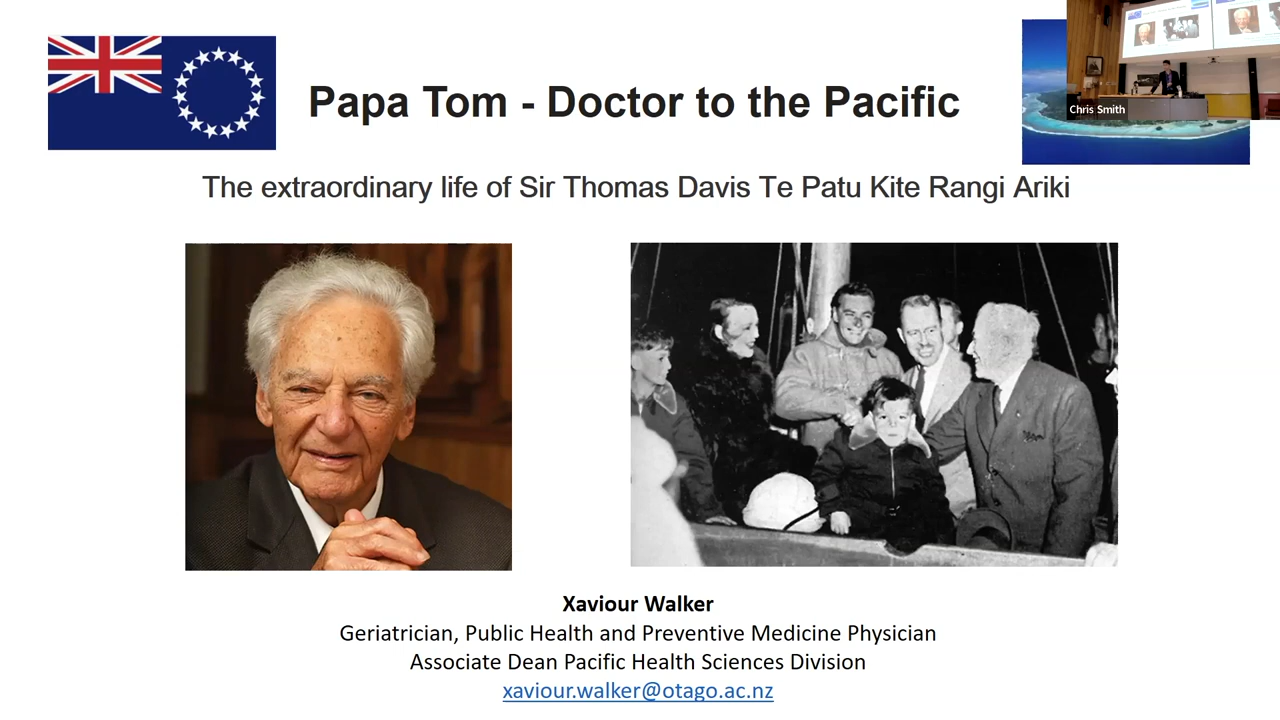 Papa Tom - Doctor to the Pacific
Chris Smith
The extraordinary life of Sir Thomas Davis Te Patu Kite Rangi Ariki
Xaviour Walker
Geriatrician, Public Health and Preventive Medicine Physician
Associate Dean Pacific Health Sciences Division
xaviour.walker@otago.ac.nz